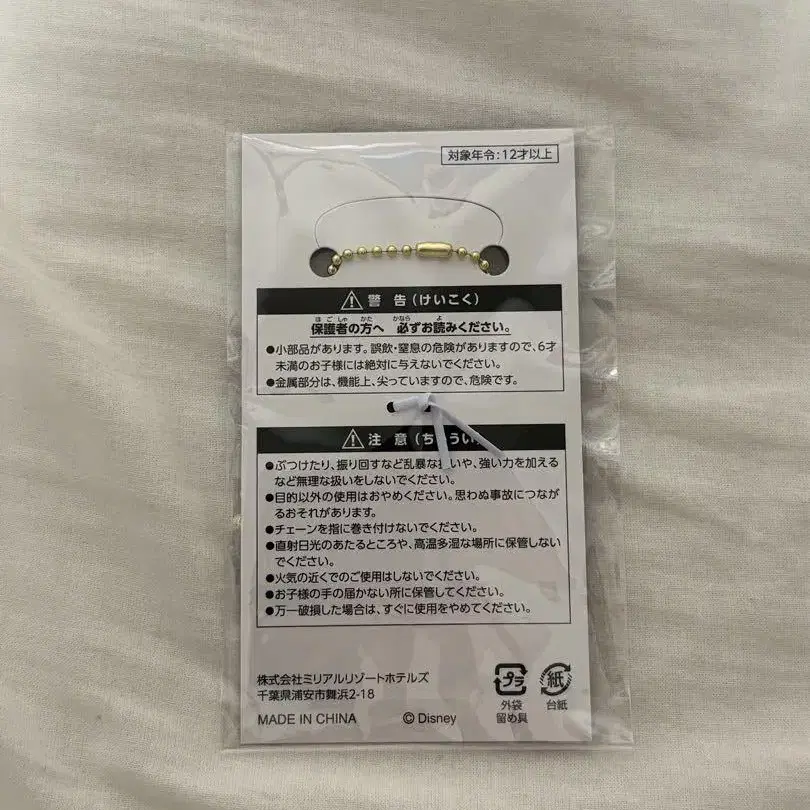 対象年令:12才以上
警告(けいこく)
保護者の方へ 必ずお読みください。
●小部品があります。誤飲・窒息の危険がありますので、6才
未満のお子様には絶対に与えないでください。
●金属部分は、機能上、尖っていますので、危険です。
注意(ちゅうい
●ぶつけたり、振り回すなど乱暴な扱いや、強い力を加える
など無理な扱いをしないでください。
●目的以外の使用はおやめください。思わぬ事故につなが
るおそれがあります。
●チェーンを指に巻き付けないでください。
●直射日光のあたるところや、高温多湿な場所に保管しない
でください。
●火気の近くでのご使用はしないでください。
●お子様の手の届かない所に保管してください。
●万一破損した場合は、すぐに使用をやめてください。
株式会社ミリアルリゾートホテルズ
千葉県浦安市舞浜2-18
MADE IN CHINA ©Disney
プラ 紙
外袋 台紙
留め具